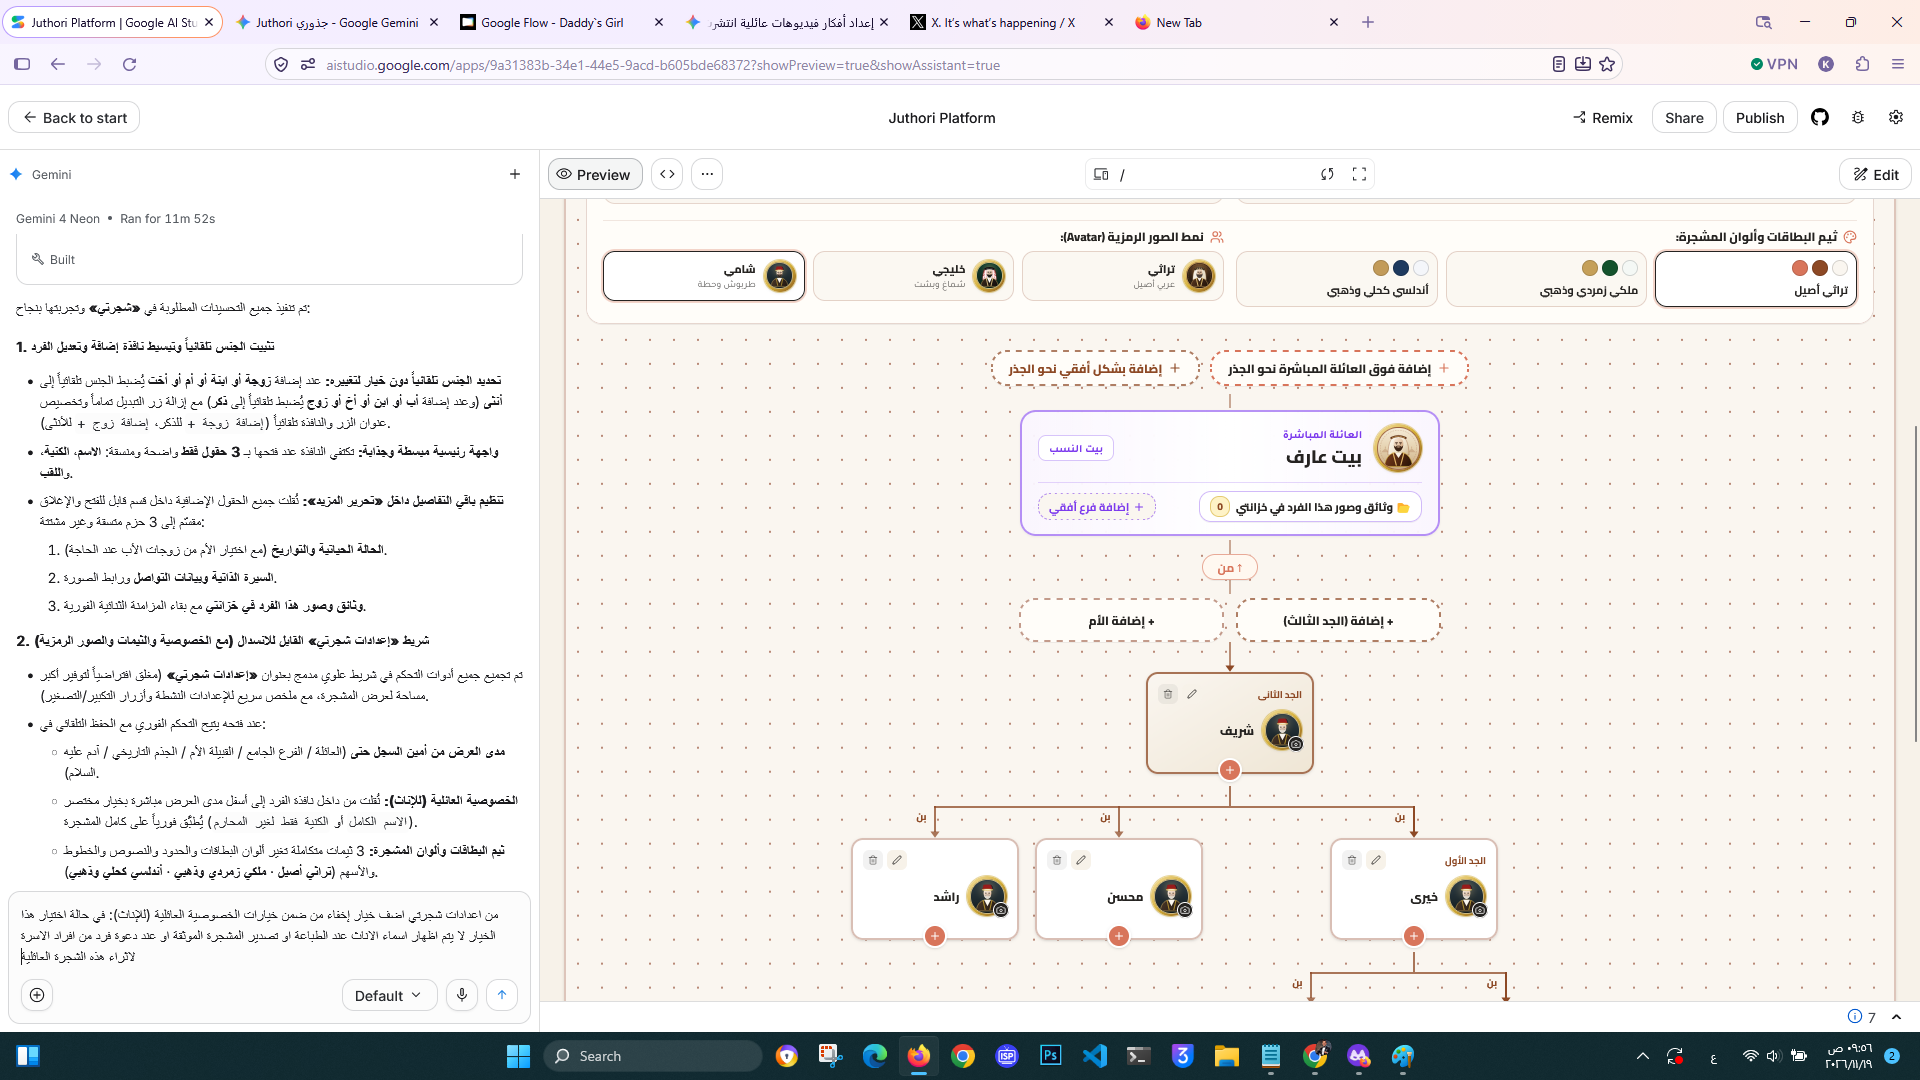 Juthori Platform | Google AI Stu
Juthori جذوري - Google Gemini
Google Flow - Daddy`s Girl
إعداد أفكار فيديوهات عائلية انتشر
X. It's what's happening / X
New Tab
aistudio.google.com/apps/9a31383b-34e1-44e5-9acd-b605bde68372?showPreview=true&showAssistant=true
VPN
K
Back to start
Juthori Platform
Remix
Share
Publish
Gemini
Preview
/
Edit
Gemini 4 Neon • Ran for 11m 52s
Built
تم تنفيذ جميع التحسينات المطلوبة في «شجرتي» وتجربتها بنجاح:
1. تثبيت الجنس تلقائياً وتبسيط نافذة إضافة وتعديل الفرد
تحديد الجنس تلقائياً دون خيار لتغييره: عند إضافة زوجة أو ابنة أو أم أو أخت يُضبط الجنس تلقائياً إلى
أنثى (وعند إضافة أب أو ابن أو أخ أو زوج يُضبط تلقائياً إلى ذكر) مع إزالة زر التبديل تماماً وتخصيص
عنوان الزر والنافذة تلقائياً (إضافة زوجة + للذكر، إضافة زوج + للأنثى).
واجهة رئيسية مبسطة وجذابة: تكتفي النافذة عند فتحها بـ 3 حقول فقط واضحة ومنسقة: الاسم، الكنية،
واللقب.
تنظيم باقي التفاصيل داخل «تحرير المزيد»: نُقلت جميع الحقول الإضافية داخل قسم قابل للفتح والإغلاق
مقسّم إلى 3 حزم متسقة وغير مشتتة:
1. الحالة الحياتية والتواريخ (مع اختيار الأم من زوجات الأب عند الحاجة).
2. السيرة الذاتية وبيانات التواصل ورابط الصورة.
3. وثائق وصور هذا الفرد في خزانتي مع بقاء المزامنة الثنائية الفورية.
2. شريط «إعدادات شجرتي» القابل للانسدال (مع الخصوصية والثيمات والصور الرمزية)
تم تجميع جميع أدوات التحكم في شريط علوي مدمج بعنوان «إعدادات شجرتي» (مغلق افتراضياً لتوفير أكبر
مساحة لعرض المشجرة، مع ملخص سريع للإعدادات النشطة وأزرار التكبير/التصغير).
عند فتحه يتيح التحكم الفوري مع الحفظ التلقائي في:
مدى العرض من أمين السجل حتى (العائلة / الفرع الجامع / القبيلة الأم / الجذم التاريخي / آدم عليه
السلام).
الخصوصية العائلية (للإناث): نُقلت من داخل نافذة الفرد إلى أسفل مدى العرض مباشرة بخيار مختصر
(الاسم الكامل أو الكنية فقط لغير المحارم) يُطبَّق فورياً على كامل المشجرة.
ثيم البطاقات وألوان المشجرة: 3 ثيمات متكاملة تغير ألوان البطاقات والحدود والنصوص والخطوط
والأسهم (تراثي أصيل · ملكي زمردي وذهبي · أندلسي كحلي وذهبي).
من اعدادات شجرتي اضف خيار إخفاء من ضمن خيارات الخصوصية العائلية (للإناث): في حالة اختيار هذا
الخيار لا يتم اظهار اسماء الاناث عند الطباعة او تصدير المشجرة الموثقة او عند دعوة فرد من افراد الاسرة
لاثراء هذه الشجرة العائلية
Default
ثيم البطاقات وألوان المشجرة:
تراثي أصيل
ملكي زمردي وذهبي
أندلسي كحلي وذهبي
نمط الصور الرمزية (Avatar):
تراثي
عربي أصيل
خليجي
شماغ وبشت
شامي
طربوش وحطة
+ إضافة فوق العائلة المباشرة نحو الجذر
+ إضافة بشكل أفقي نحو الجذر
العائلة المباشرة
بيت عارف
بيت النسب
وثائق وصور هذا الفرد في خزانتي 0
+ إضافة فرع أفقي
↑ من
+ إضافة (الجد الثالث)
+ إضافة الأم
الجد الثاني
شريف
بن
بن
بن
الجد الأول
خيري
محسن
راشد
بن
بن
7
Search
ISP
Ps
3
ع
٠٩:٥٦ ص
٢٠٢٦/١١/١٩
2